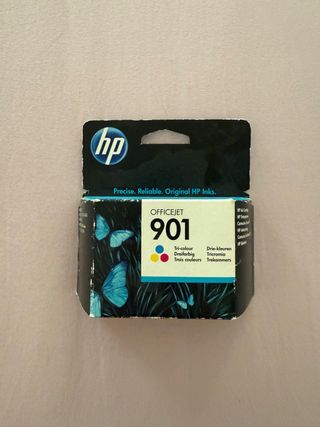 hp
Precise. Reliable. Original HP Inks.
OFFICEJET
901
Tri-colour
Dreifarbig
Trois couleurs
Drie-kleuren
Tricromia
Trekammers